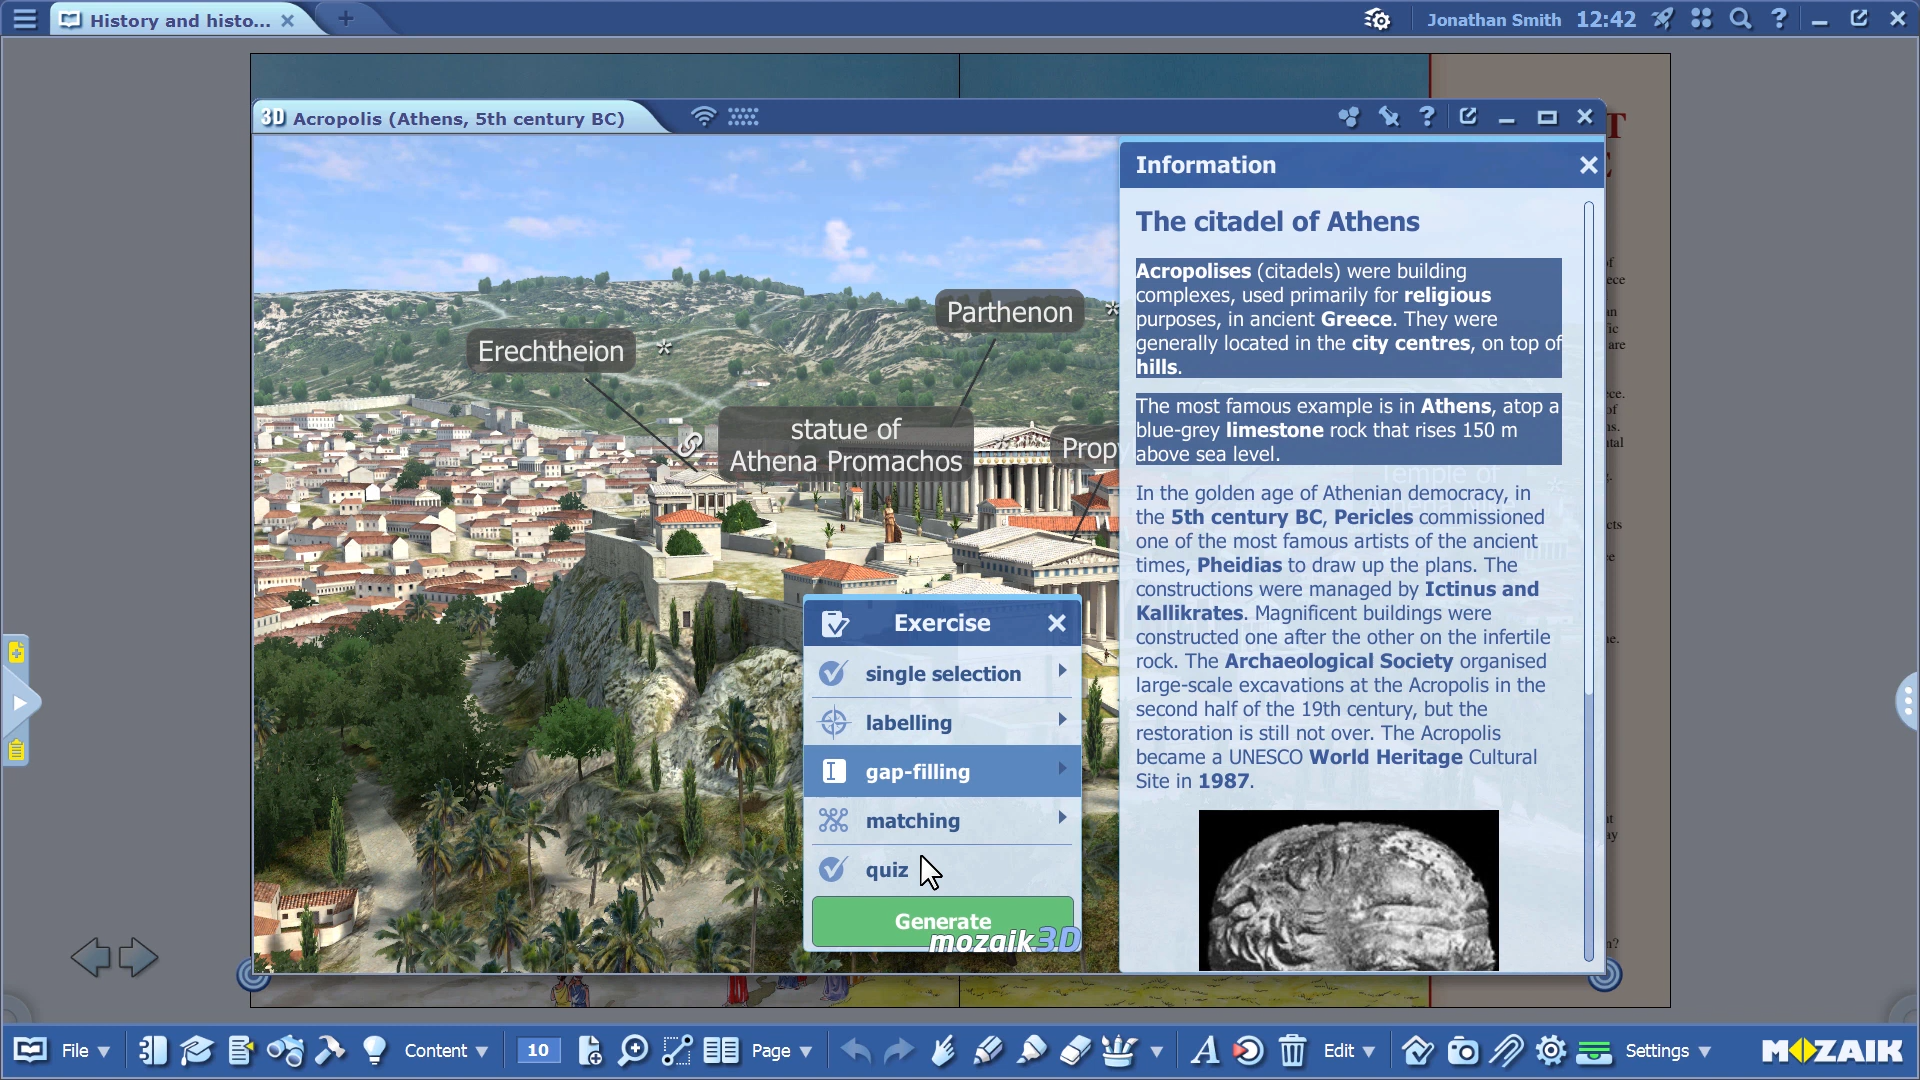 History and histo...
Jonathan Smith 12:42
3D Acropolis (Athens, 5th century BC)
Parthenon
Erechtheion
statue of
Athena Promachos
Propy
Temple of
Information
The citadel of Athens
Acropolises (citadels) were building
complexes, used primarily for religious
purposes, in ancient Greece. They were
generally located in the city centres, on top of
hills.
The most famous example is in Athens, atop a
blue-grey limestone rock that rises 150 m
above sea level.
In the golden age of Athenian democracy, in
the 5th century BC, Pericles commissioned
one of the most famous artists of the ancient
times, Pheidias to draw up the plans. The
constructions were managed by Ictinus and
Kallikrates. Magnificent buildings were
constructed one after the other on the infertile
rock. The Archaeological Society organised
large-scale excavations at the Acropolis in the
second half of the 19th century, but the
restoration is still not over. The Acropolis
became a UNESCO World Heritage Cultural
Site in 1987.
Exercise
single selection
labelling
gap-filling
matching
quiz
Generate
mozaik3D
File
Content
10
Page
Edit
Settings
MOZAIK